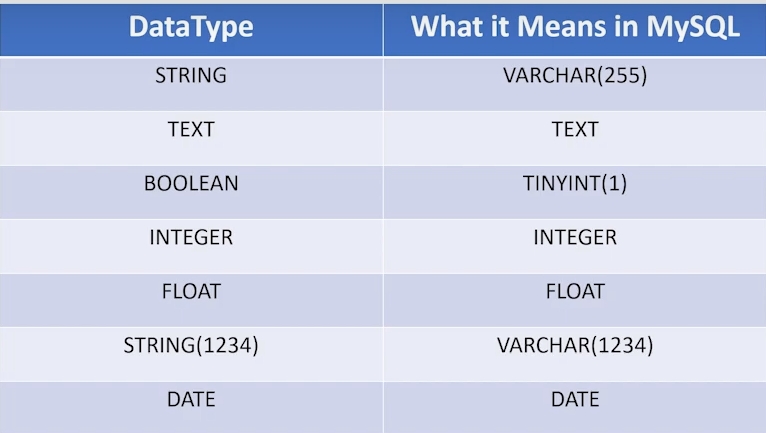 DataType What it Means in MySQL
STRING VARCHAR(255)
TEXT TEXT
BOOLEAN TINYINT(1)
INTEGER INTEGER
FLOAT FLOAT
STRING(1234) VARCHAR(1234)
DATE DATE